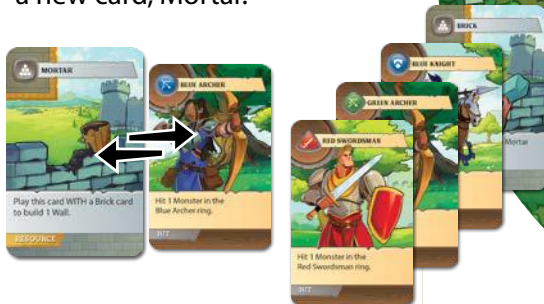 a new card, Mortar.
MORTAR
Play this card WITH a Brick card
to build 1 Wall.
RESOURCE
BLUE ARCHER
Hit 1 Monster in the
Blue Archer ring.
HIT
RED SWORDSMAN
Hit 1 Monster in the
Red Swordsman ring.
HIT
GREEN ARCHER
BLUE KNIGHT
BRICK
Mortar